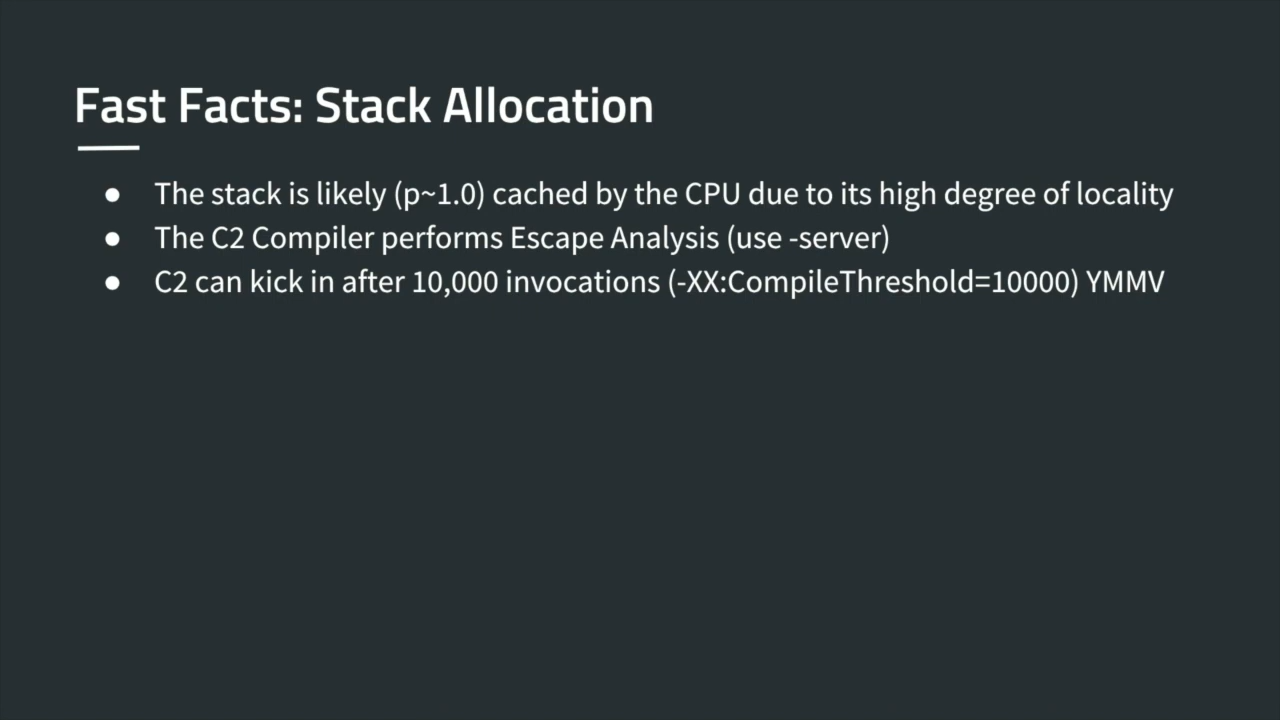 Fast Facts: Stack Allocation
● The stack is likely (p~1.0) cached by the CPU due to its high degree of locality
● The C2 Compiler performs Escape Analysis (use -server)
● C2 can kick in after 10,000 invocations (-XX:CompileThreshold=10000) YMMV